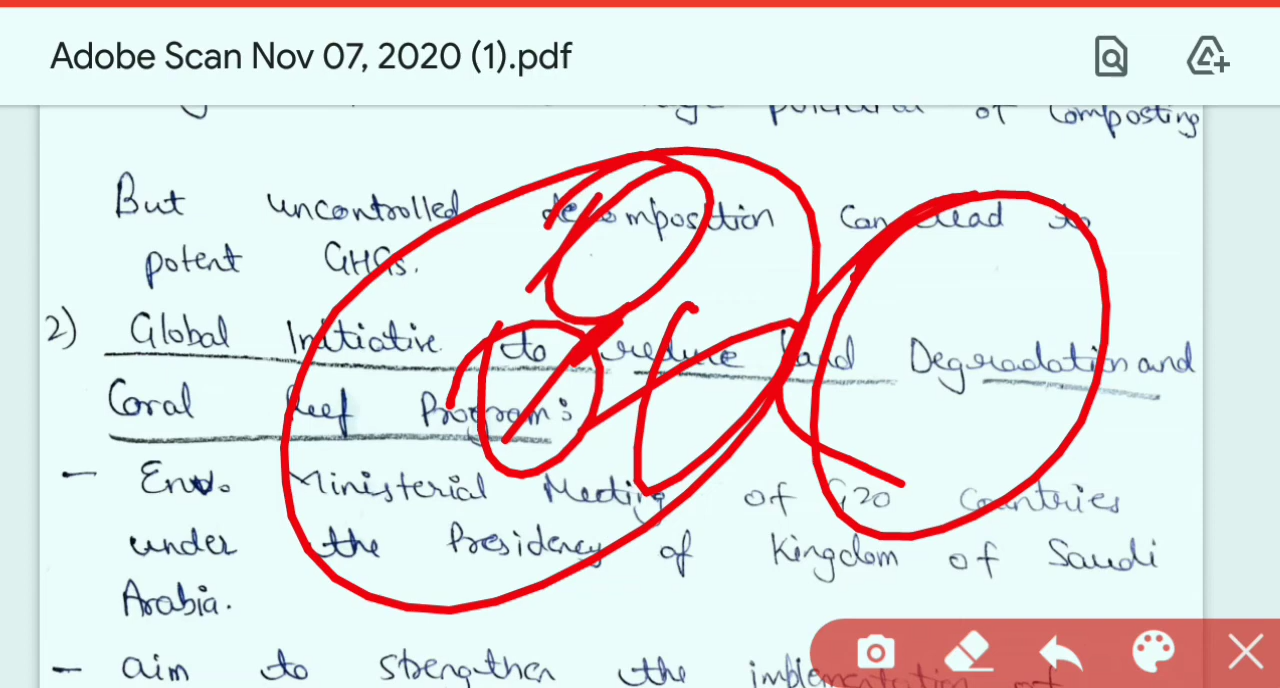 Adobe Scan Nov 07, 2020 (1).pdf
of Composting
But uncontrolled decomposition can lead to
potent GHGs.
2) Global Initiative to reduce land Degradation and
Coral Reef Program:
- Env. Ministerial Meeting of G20 Countries
under the Presidency of Kingdom of Saudi
Arabia.
- aim to strengthen the implementation of